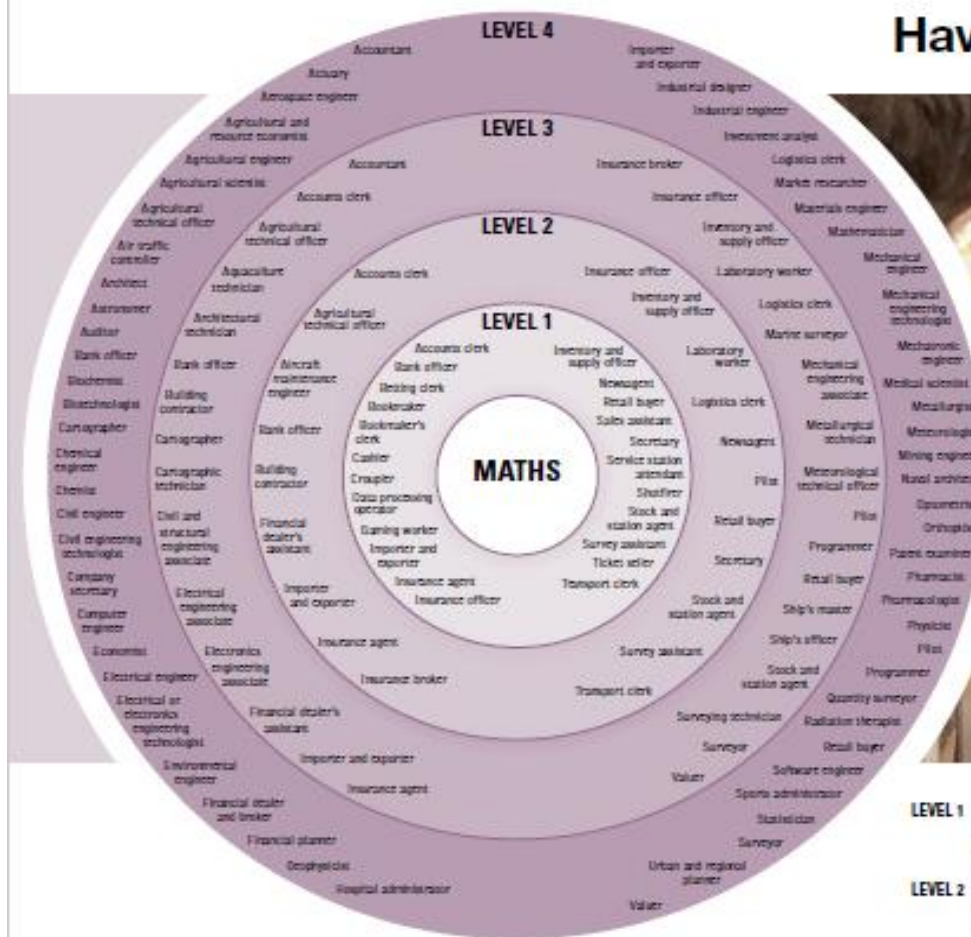 Hav
LEVEL 4
Accountant
Actuary
Aerospace engineer
Agricultural and
resource economist
Agricultural engineer
Agricultural scientist
Agricultural
technical officer
Air traffic
controller
Architect
Astronomer
Auditor
Bank officer
Biochemist
Biotechnologist
Cartographer
Chemical
engineer
Chemist
Civil engineer
Civil engineering
technologist
Company
secretary
Computer
engineer
Economist
Electrical engineer
Electrical or
electronics
engineering
technologist
Environmental
engineer
Financial dealer
and broker
Financial planner
Geophysicist
Hospital administrator
Importer
and exporter
Industrial designer
Industrial engineer
Investment analyst
Logistics clerk
Market researcher
Materials engineer
Mathematician
Mechanical
engineer
Mechanical
engineering
technologist
Mechatronic
engineer
Medical scientist
Metallurgis
Meteorologi
Mining engine
Naval archite
Optometris
Orthoptis
Patent examine
Pharmacist
Pharmacologist
Physicist
Pilot
Programmer
Quantity surveyor
Radiation therapist
Retail buyer
Software engineer
Sports administrator
Statistician
Surveyor
Urban and regional
planner
Valuer
LEVEL 3
Accountant
Accounts clerk
Agricultural
technical officer
Aquaculture
technician
Architectural
technician
Bank officer
Building
contractor
Cartographer
Cartographic
technician
Civil and
structural
engineering
associate
Electrical
engineering
associate
Electronics
engineering
associate
Financial dealer's
assistant
Importer and exporter
Insurance agent
Insurance broker
Insurance officer
Inventory and
supply officer
Laboratory worker
Logistics clerk
Marine surveyor
Mechanical
engineering
associate
Metallurgical
technician
Meteorological
technical officer
Pilot
Programmer
Retail buyer
Ship's master
Ship's officer
Stock and
station agent
Surveying technician
Surveyor
Valuer
LEVEL 2
Accounts clerk
Agricultural
technical officer
Aircraft
maintenance
engineer
Bank officer
Building
contractor
Financial
dealer's
assistant
Importer
and exporter
Insurance agent
Insurance broker
Insurance officer
Inventory and
supply officer
Laboratory
worker
Logistics clerk
Newsagent
Pilot
Retail buyer
Secretary
Stock and
station agent
Survey assistant
Transport clerk
LEVEL 1
Accounts clerk
Bank officer
Betting clerk
Bookmaker
Bookmaker's
clerk
Cashier
Croupier
Data processing
operator
Gaming worker
Importer and
exporter
Insurance agent
Insurance officer
Inventory and
supply officer
Newsagent
Retail buyer
Sales assistant
Secretary
Service station
attendant
Shotfirer
Stock and
station agent
Survey assistant
Ticket seller
Transport clerk
MATHS
LEVEL 1
LEVEL 2